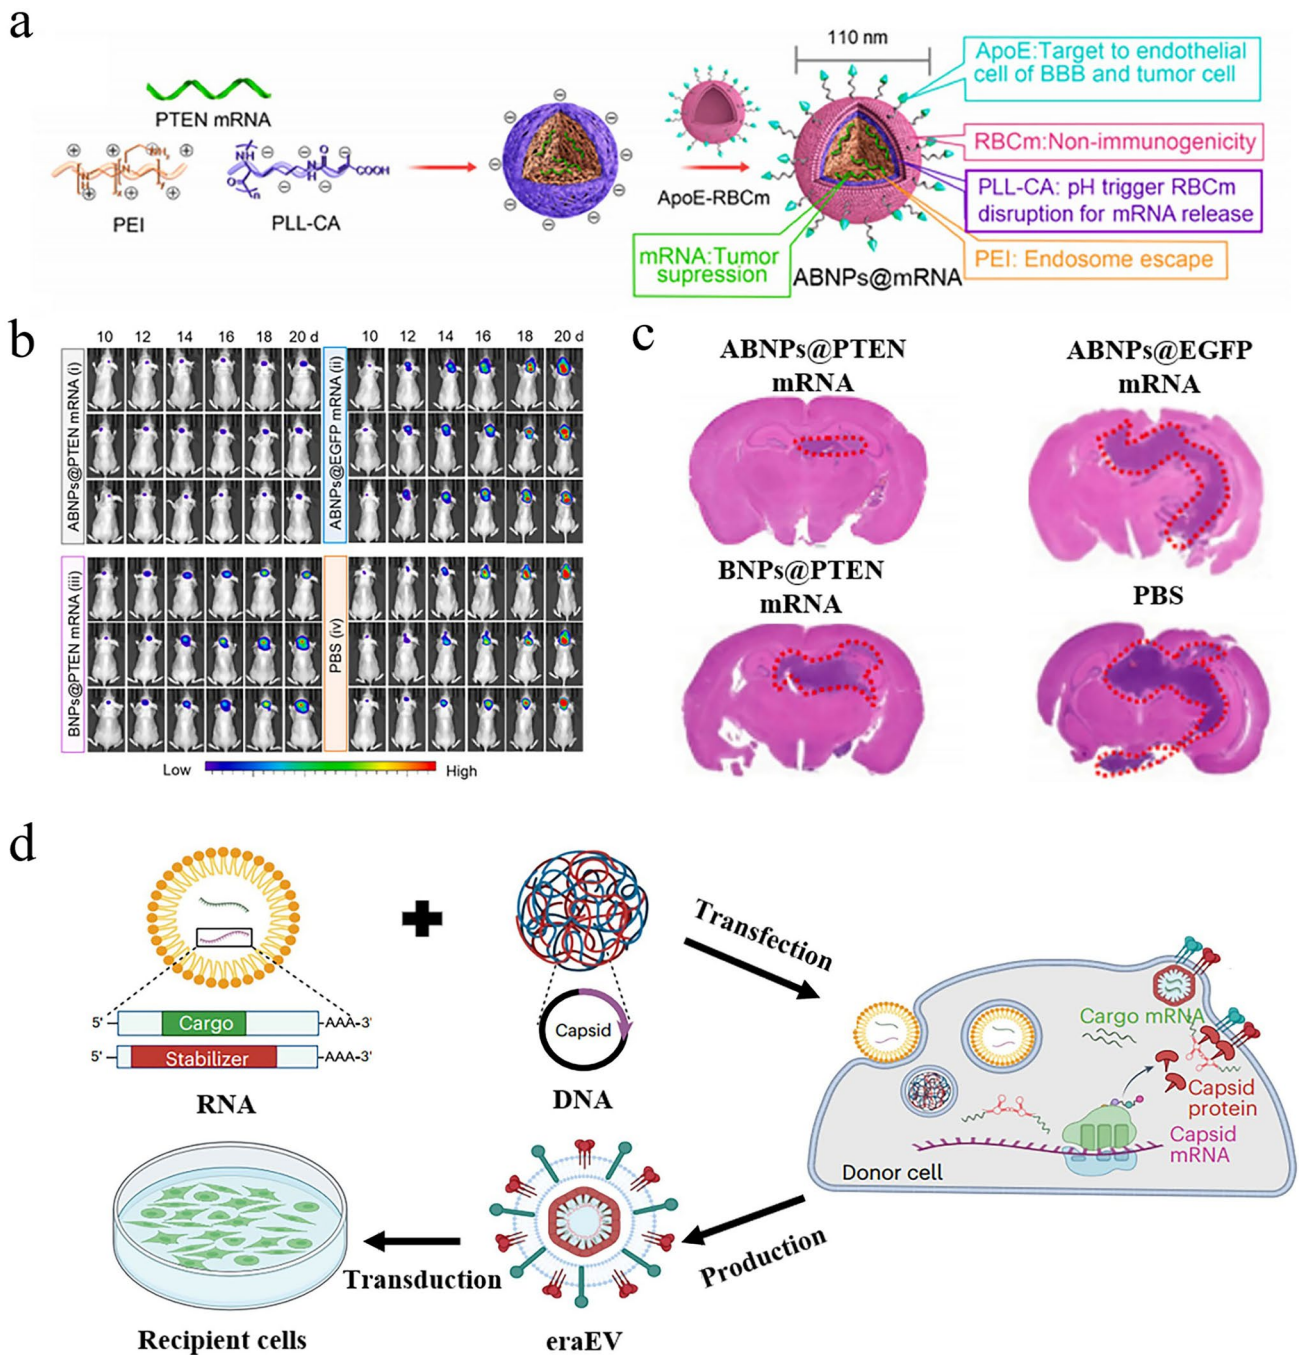 a
PTEN mRNA
PEI
PLL-CA
COOH
ApoE-RBCm
110 nm
ABNPs@mRNA
ApoE:Target to endothelial
cell of BBB and tumor cell
RBCm:Non-immunogenicity
PLL-CA: pH trigger RBCm
disruption for mRNA release
PEI: Endosome escape
mRNA:Tumor
supression
b
10 12 14 16 18 20 d
10 12 14 16 18 20 d
ABNPs@PTEN mRNA (i)
ABNPs@EGFP mRNA (ii)
BNPs@PTEN mRNA (iii)
PBS (iv)
Low
High
c
ABNPs@PTEN
mRNA
ABNPs@EGFP
mRNA
BNPs@PTEN
mRNA
PBS
d
5' Cargo AAA-3'
5' Stabilizer AAA-3'
RNA
Capsid
DNA
Transfection
Cargo mRNA
Capsid
protein
Capsid
mRNA
Donor cell
Production
eraEV
Transduction
Recipient cells